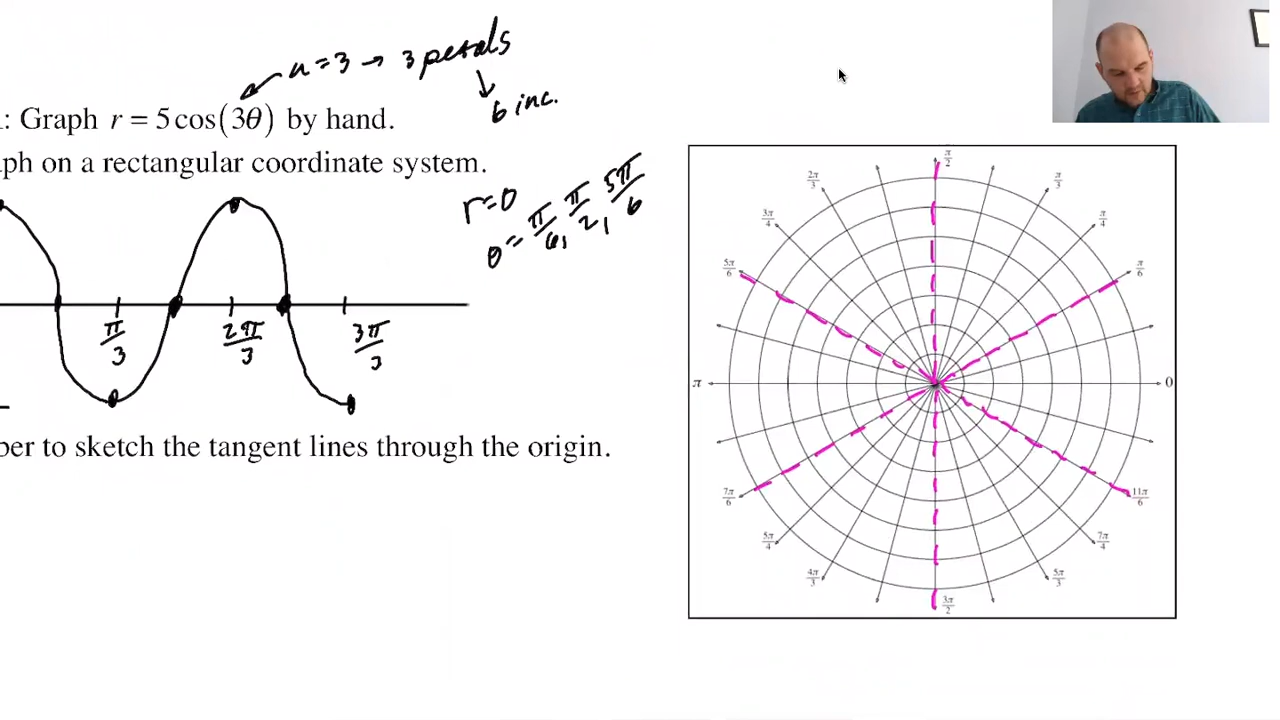 n=3 → 3 petals
6 inc.
: Graph r = 5cos(3θ) by hand.
ph on a rectangular coordinate system.
r=0
θ = π/6, π/2, 5π/6
π/3 2π/3 3π/3
ber to sketch the tangent lines through the origin.
π/2
2π/3 π/3
3π/4 π/4
5π/6 π/6
π 0
7π/6 11π/6
5π/4 7π/4
4π/3 5π/3
3π/2